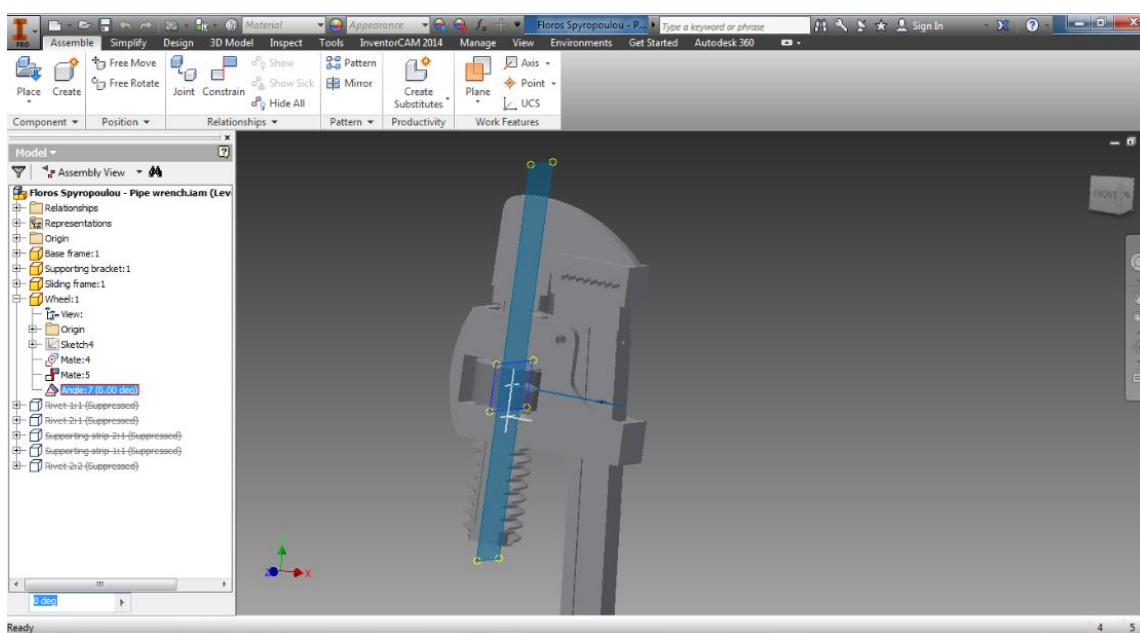 Material Appearance Floros Spyropoulou - P... Type a keyword or phrase Sign In
PRO Assemble Simplify Design 3D Model Inspect Tools InventorCAM 2014 Manage View Environments Get Started Autodesk 360
Place Create Free Move Free Rotate Joint Constrain Show Show Sick Hide All Pattern Mirror Create Substitutes Plane Axis Point UCS
Component Position Relationships Pattern Productivity Work Features
Model
Assembly View
Floros Spyropoulou - Pipe wrench.iam (Lev
Relationships
Representations
Origin
Base frame:1
Supporting bracket:1
Sliding frame:1
Wheel:1
View:
Origin
Sketch4
Mate:4
Mate:5
Angle:7 (0.00 deg)
Rivet 1:1 (Suppressed)
Rivet 2:1 (Suppressed)
Supporting strip 2:1 (Suppressed)
Supporting strip 1:1 (Suppressed)
Rivet 2:2 (Suppressed)
FRONT
Z X
0 deg
Ready 4 5